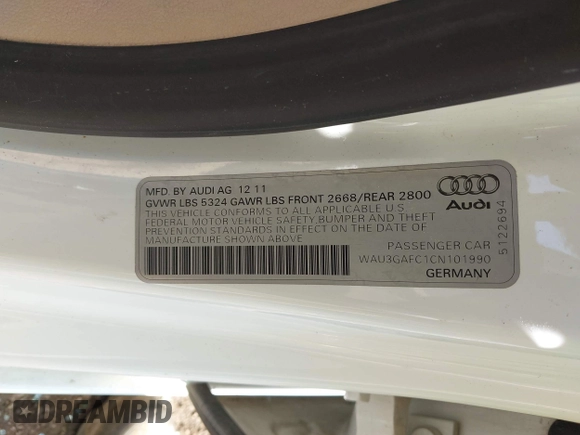 MFD. BY AUDI AG 12 11
GVWR LBS 5324 GAWR LBS FRONT 2668/REAR 2800
THIS VEHICLE CONFORMS TO ALL APPLICABLE U S
FEDERAL MOTOR VEHICLE SAFETY,BUMPER AND THEFT
PREVENTION STANDARDS IN EFFECT ON THE DATE OF
MANUFACTURE SHOWN ABOVE
Audi
5122694
PASSENGER CAR
WAU3GAFC1CN101990
GERMANY
DREAMBID